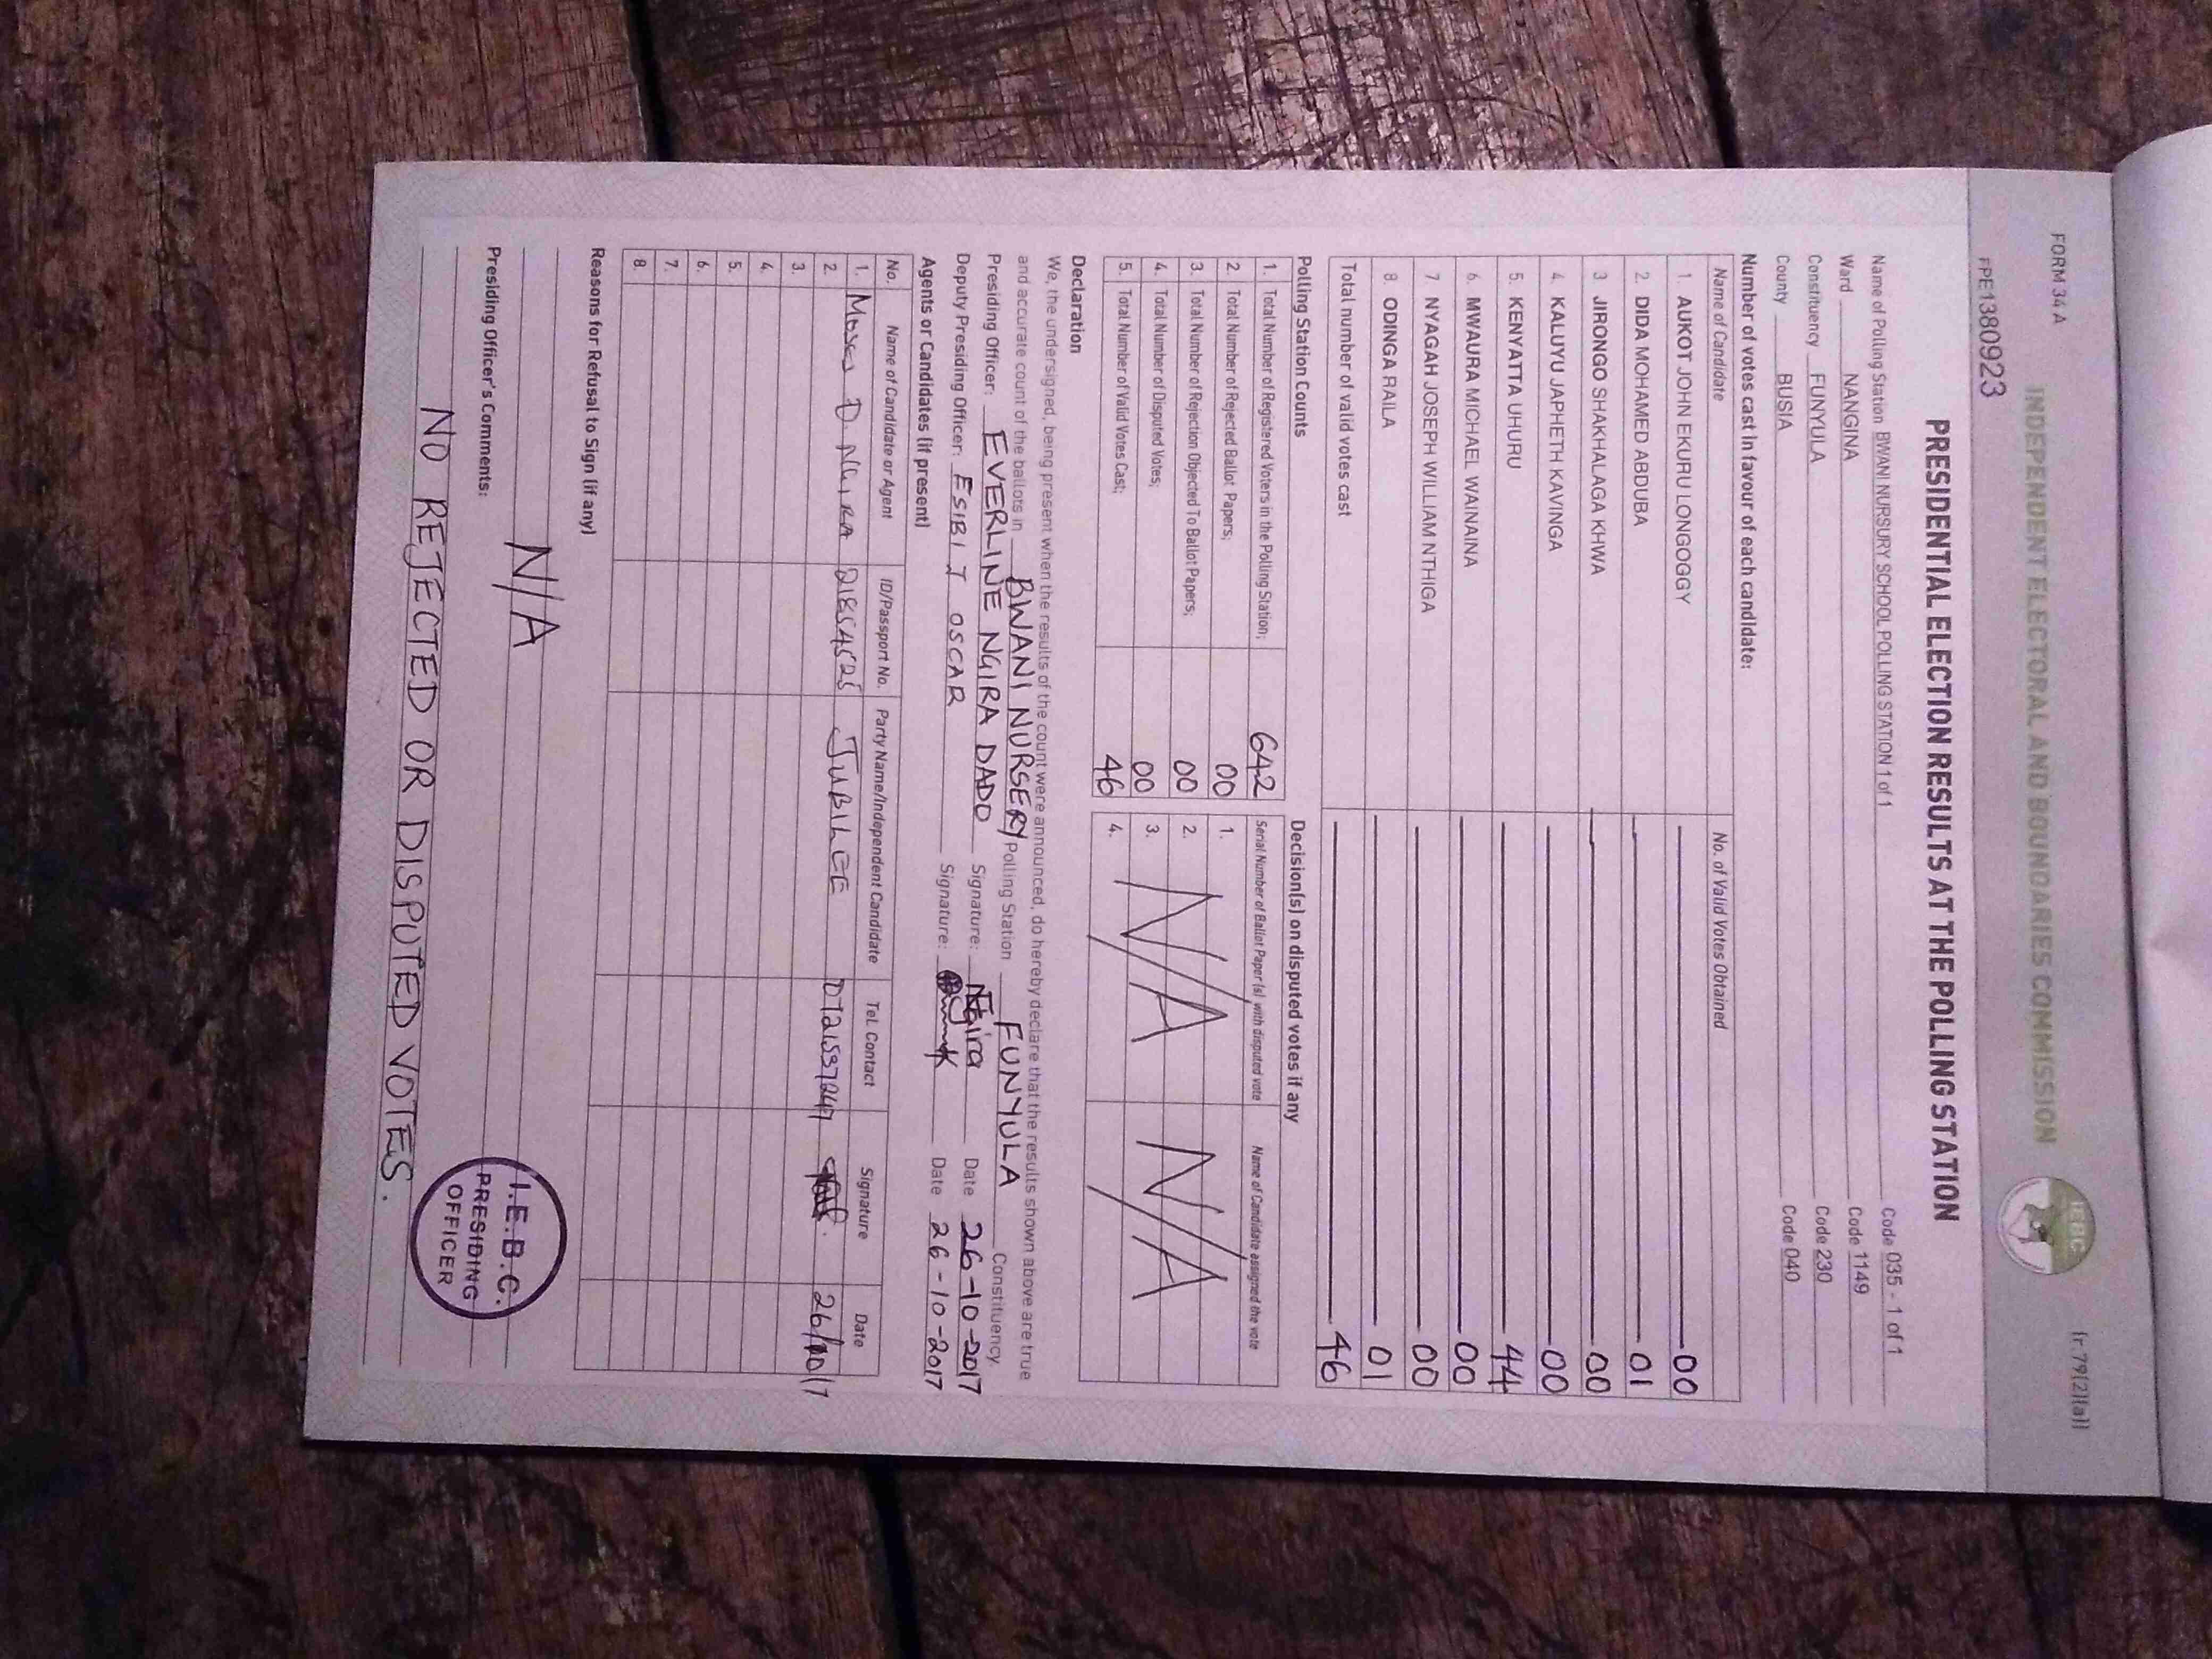 FORM 34 A
(r.79(2)(a))
INDEPENDENT ELECTORAL AND BOUNDARIES COMMISSION
IEBC
FPE1380923
PRESIDENTIAL ELECTION RESULTS AT THE POLLING STATION
Name of Polling Station BWANI NURSURY SCHOOL POLLING STATION 1 of 1 Code 035 - 1 of 1
Ward NANGINA Code 1149
Constituency FUNYULA Code 230
County BUSIA Code 040
Number of votes cast in favour of each candidate:
Name of Candidate No. of Valid Votes Obtained
1 AUKOT JOHN EKURU LONGOGGY 00
2. DIDA MOHAMED ABDUBA 01
3 JIRONGO SHAKHALAGA KHWA 00
4 KALUYU JAPHETH KAVINGA 00
5. KENYATTA UHURU 44
6 MWAURA MICHAEL WAINAINA 00
7 NYAGAH JOSEPH WILLIAM NTHIGA 00
8 ODINGA RAILA 01
Total number of valid votes cast 46
Polling Station Counts
1. Total Number of Registered Voters in the Polling Station; 642
2. Total Number of Rejected Ballot Papers; 00
3. Total Number of Rejection Objected To Ballot Papers; 00
4. Total Number of Disputed Votes; 00
5. Total Number of Valid Votes Cast; 46
Decision(s) on disputed votes if any
Serial Number of Ballot Paper (s) with disputed vote Name of Candidate assigned the vote
1.
2.
3.
4.
N/A N/A
Declaration
We, the undersigned, being present when the results of the count were announced, do hereby declare that the results shown above are true
and accurate count of the ballots in BWANI NURSERY Polling Station FUNYULA Constituency
Presiding Officer: EVERLINE NGIRA DADO Signature: Ngira Date 26-10-2017
Deputy Presiding Officer: ESIBI J OSCAR Signature: Date 26-10-2017
Agents or Candidates (if present)
No. Name of Candidate or Agent ID/Passport No. Party Name/Independent Candidate Tel. Contact Signature Date
1. Moses D. NGIRA JUBILEE 26/10/17
2.
3.
4.
5.
6.
7.
8.
Reasons for Refusal to Sign (if any)
N/A
Presiding Officer's Comments:
NO REJECTED OR DISPUTED VOTES.
I.E.B.C.
PRESIDING
OFFICER